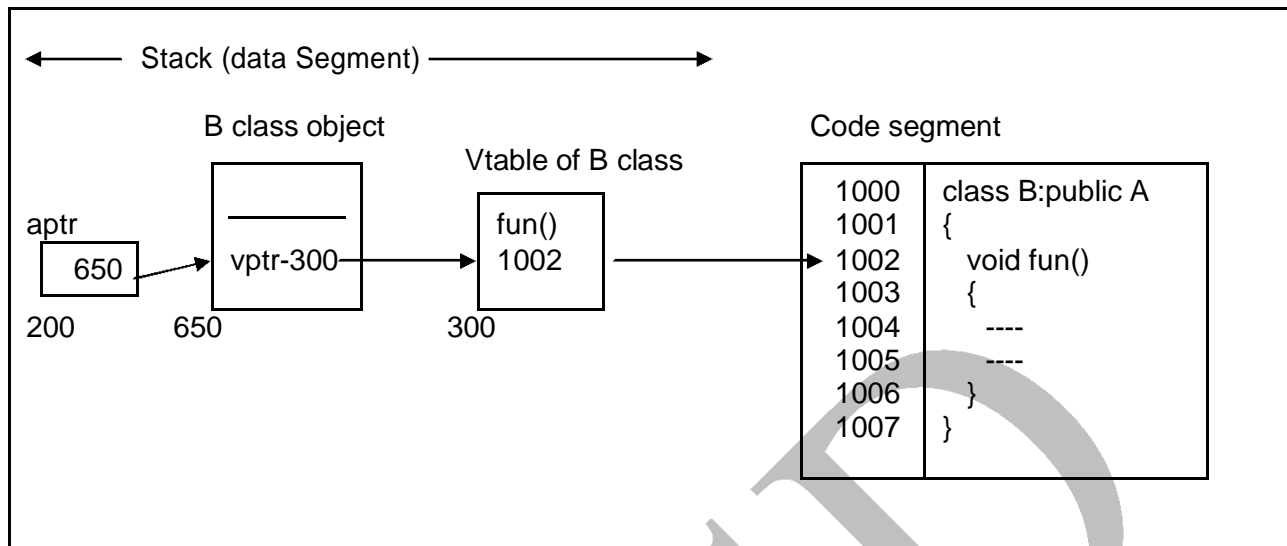 Stack (data Segment)
B class object
Code segment
Vtable of B class
aptr
650
200
vptr-300
650
fun()
1002
300
1000 class B:public A
1001 {
1002 void fun()
1003 {
1004 ----
1005 ----
1006 }
1007 }